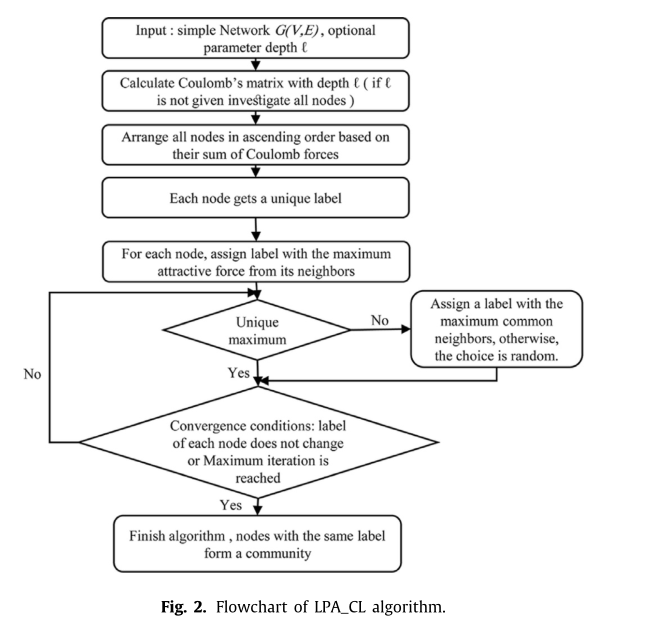 Input : simple Network G(V,E), optional
parameter depth ℓ
Calculate Coulomb's matrix with depth ℓ ( if ℓ
is not given investigate all nodes )
Arrange all nodes in ascending order based on
their sum of Coulomb forces
Each node gets a unique label
For each node, assign label with the maximum
attractive force from its neighbors
Unique
maximum
No
Assign a label with the
maximum common
neighbors, otherwise,
the choice is random.
Yes
No
Convergence conditions: label
of each node does not change
or Maximum iteration is
reached
Yes
Finish algorithm , nodes with the same label
form a community
Fig. 2. Flowchart of LPA_CL algorithm.